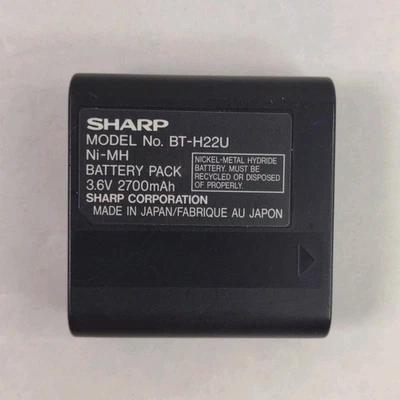 SHARP
MODEL No. BT-H22U
Ni-MH
BATTERY PACK
3.6V 2700mAh
NICKEL-METAL HYDRIDE
BATTERY. MUST BE
RECYCLED OR DISPOSED
OF PROPERLY.
SHARP CORPORATION
MADE IN JAPAN/FABRIQUE AU JAPON